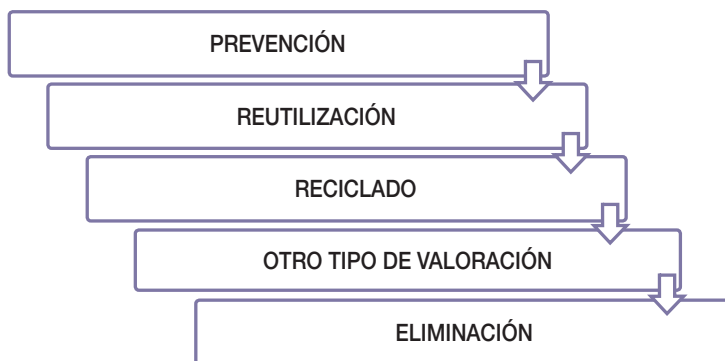 PREVENCIÓN
REUTILIZACIÓN
RECICLADO
OTRO TIPO DE VALORACIÓN
ELIMINACIÓN